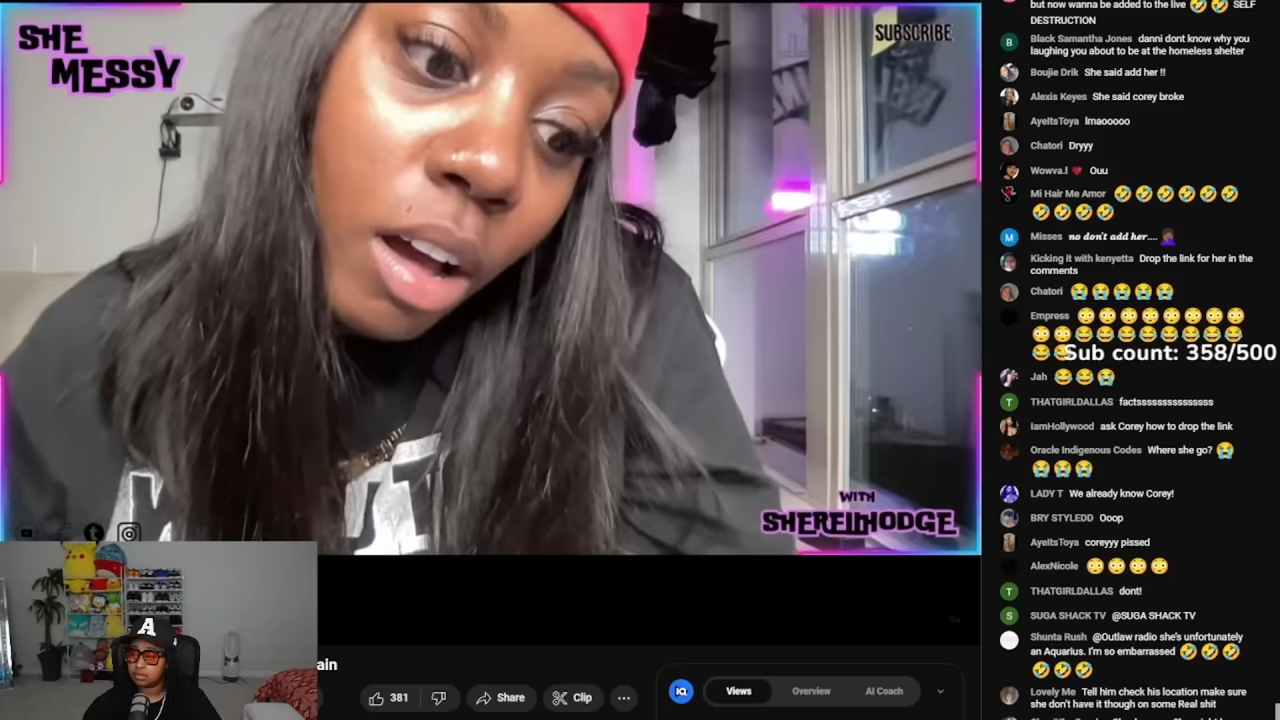 SHE
MESSY
SUBSCRIBE
WITH
SHEREIINHODGE
ain
381
Share
Clip
IQ
Views
Overview
AI Coach
but now wanna be added to the live 🤣 🤣 SELF
DESTRUCTION
B Black Samantha Jones danni dont know why you
laughing you about to be at the homeless shelter
Boujie Drik She said add her !!
Alexis Keyes She said corey broke
AyeItsToya lmaooooo
Chatori Dryyy
Wowva.l ♥ Ouu
Mi Hair Me Amor 🤣 🤣 🤣 🤣 🤣 🤣
🤣 🤣 🤣 🤣
M Misses no don't add her....
Kicking it with kenyetta Drop the link for her in the
comments
Chatori 😭 😭 😭 😭 😭
Empress 😳 😳 😳 😳 😳 😳 😳 😳
😳 😳 😂 😂 😂 😂 😂 😂 😂 😂
Sub count: 358/500
Jah 😂 😂 😭
T THATGIRLDALLAS factssssssssssssss
IamHollywood ask Corey how to drop the link
Oracle Indigenous Codes Where she go? 😭
😭 😭 😭
LADY T We already know Corey!
BRY STYLEDD Ooop
AyeItsToya coreyyy pissed
AlexNicole 😳 😳 😳 😳
T THATGIRLDALLAS dont!
S SUGA SHACK TV @SUGA SHACK TV
Shunta Rush @Outlaw radio she's unfortunately
an Aquarius. I'm so embarrassed 🤣 🤣 🤣
🤣 🤣 🤣
Lovely Me Tell him check his location make sure
she don't have it though on some Real shit
A